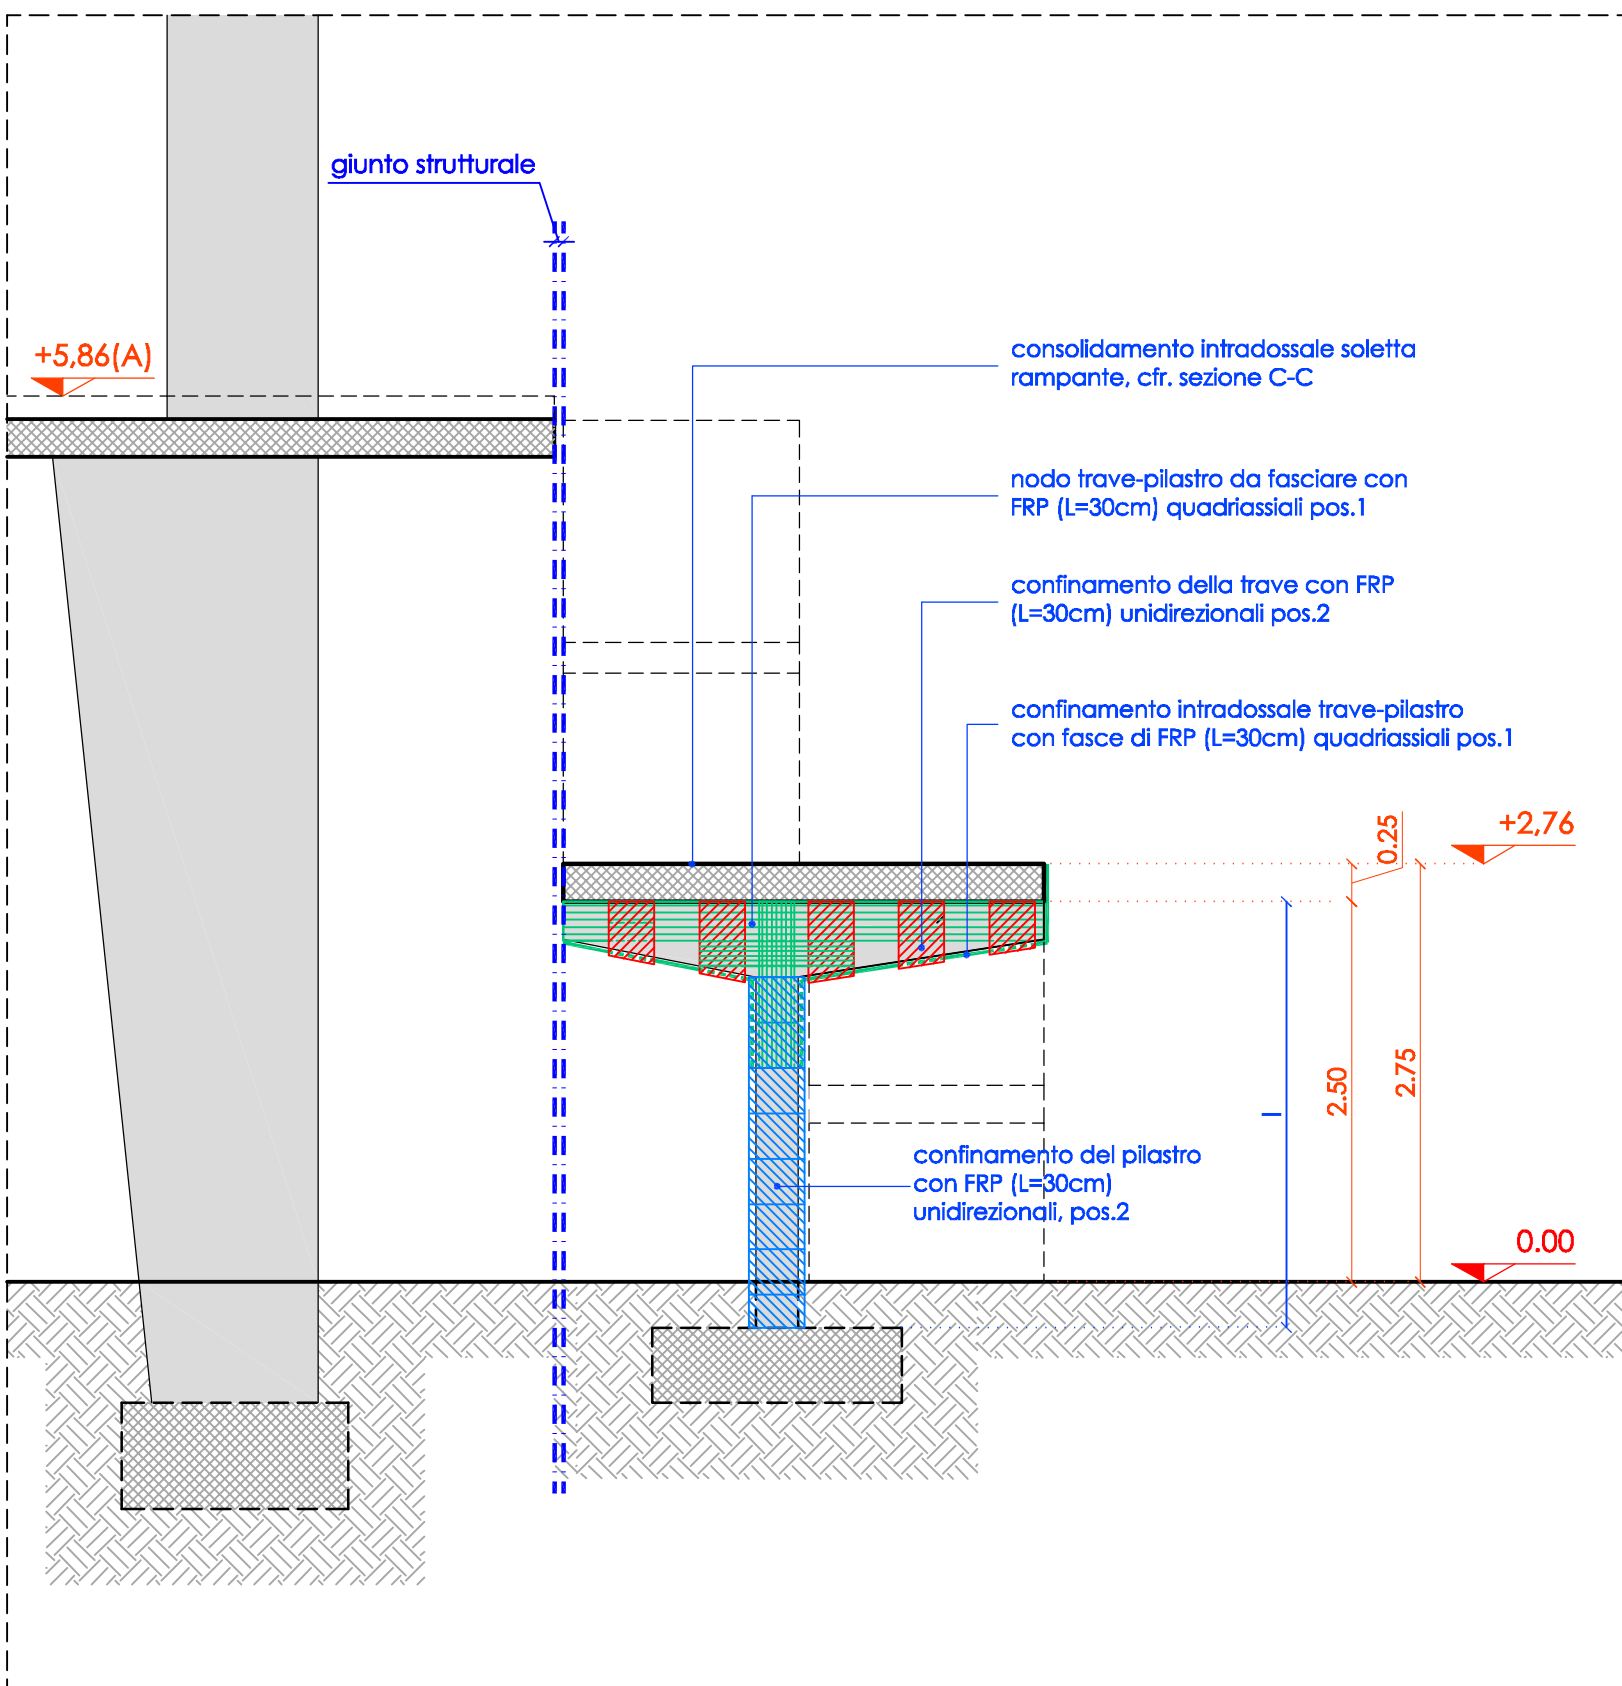 giunto strutturale
+5,86(A)
consolidamento intradossale soletta
rampante, cfr. sezione C-C
nodo trave-pilastro da fasciare con
FRP (L=30cm) quadriassiali pos.1
confinamento della trave con FRP
(L=30cm) unidirezionali pos.2
confinamento intradossale trave-pilastro
con fasce di FRP (L=30cm) quadriassiali pos.1
0.25
+2,76
2.50
2.75
l
confinamento del pilastro
con FRP (L=30cm)
unidirezionali, pos.2
0.00